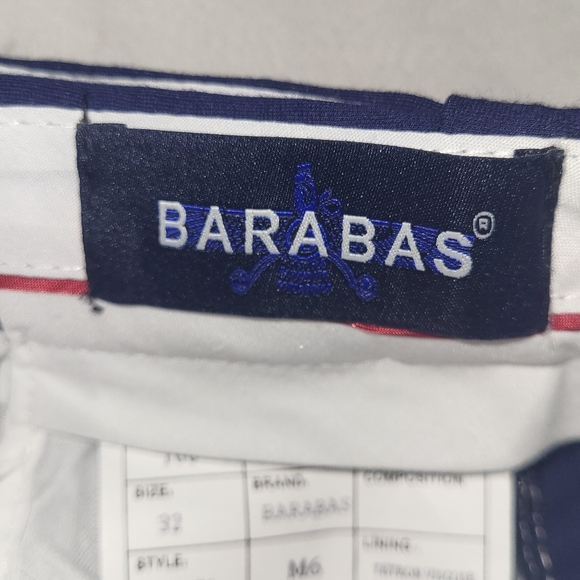 BARABAS®
SIZE: BRAND: COMPOSITION
32 BARABAS
STYLE: M6 LINING: